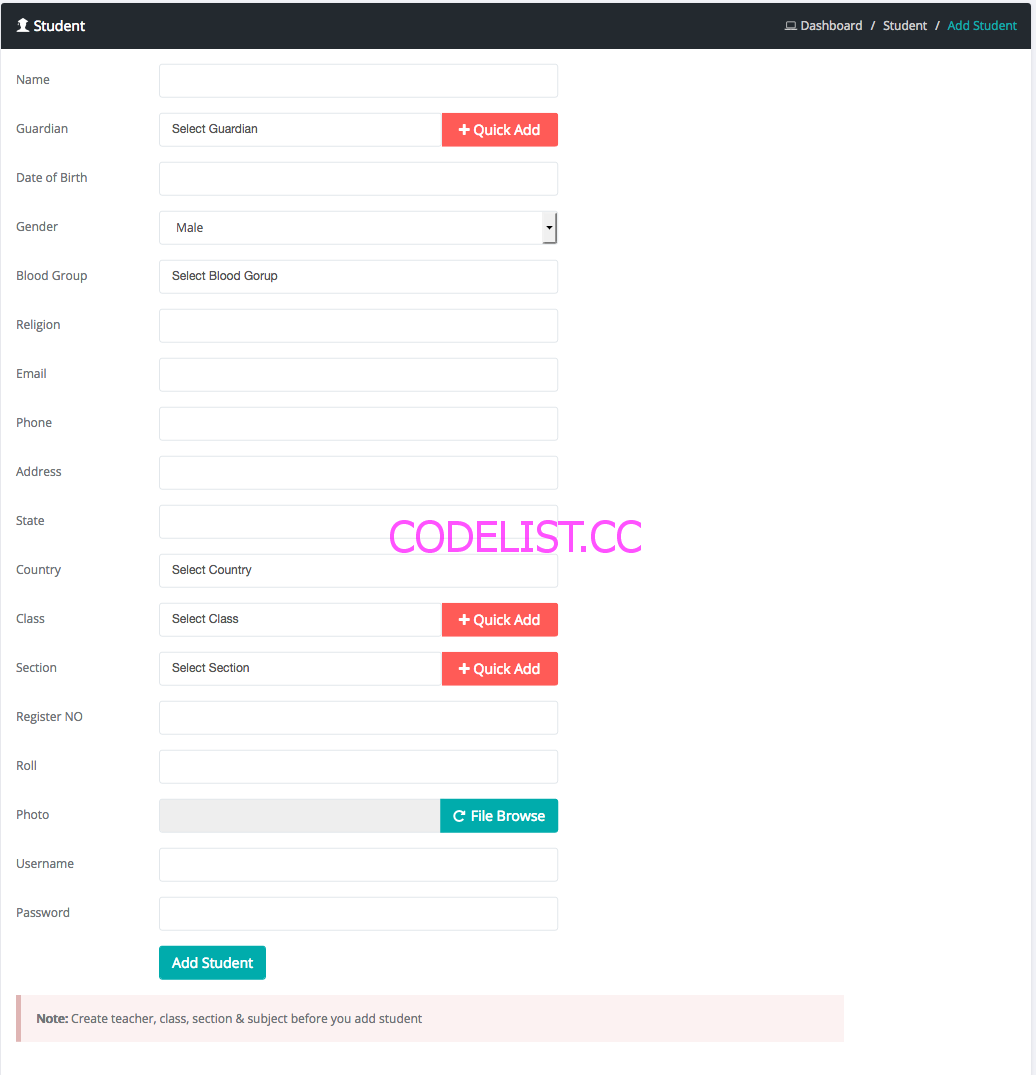 Student
Dashboard / Student / Add Student
Name
Guardian Select Guardian Quick Add
Date of Birth
Gender Male
Blood Group Select Blood Gorup
Religion
Email
Phone
Address
State
CODELIST.CC
Country Select Country
Class Select Class Quick Add
Section Select Section Quick Add
Register NO
Roll
Photo File Browse
Username
Password
Add Student
Note: Create teacher, class, section & subject before you add student